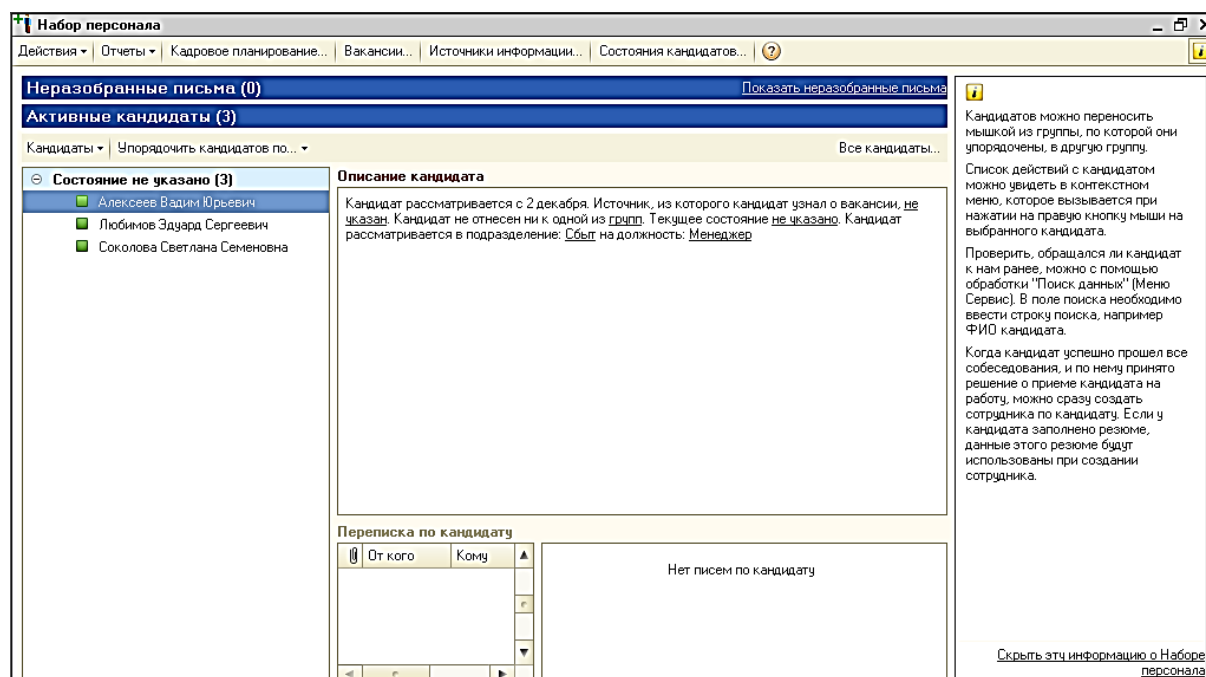 Набор персонала
Действия Отчеты Кадровое планирование... Вакансии... Источники информации... Состояния кандидатов... ?
Неразобранные письма (0) Показать неразобранные письма
Активные кандидаты (3)
Кандидаты Упорядочить кандидатов по... Все кандидаты...
Состояние не указано (3)
Алексеев Вадим Юрьевич
Любимов Эдуард Сергеевич
Соколова Светлана Семеновна
Описание кандидата
Кандидат рассматривается с 2 декабря. Источник, из которого кандидат узнал о вакансии, не
указан. Кандидат не отнесен ни к одной из групп. Текущее состояние не указано. Кандидат
рассматривается в подразделение: Сбыт на должность: Менеджер
Переписка по кандидату
От кого Кому
Нет писем по кандидату
Кандидатов можно переносить
мышкой из группы, по которой они
упорядочены, в другую группу.
Список действий с кандидатом
можно увидеть в контекстном
меню, которое вызывается при
нажатии на правую кнопку мыши на
выбранного кандидата.
Проверить, обращался ли кандидат
к нам ранее, можно с помощью
обработки "Поиск данных" (Меню
Сервис). В поле поиска необходимо
ввести строку поиска, например
ФИО кандидата.
Когда кандидат успешно прошел все
собеседования, и по нему принято
решение о приеме кандидата на
работу, можно сразу создать
сотрудника по кандидату. Если у
кандидата заполнено резюме,
данные этого резюме будут
использованы при создании
сотрудника.
Скрыть эту информацию о Наборе
персонала